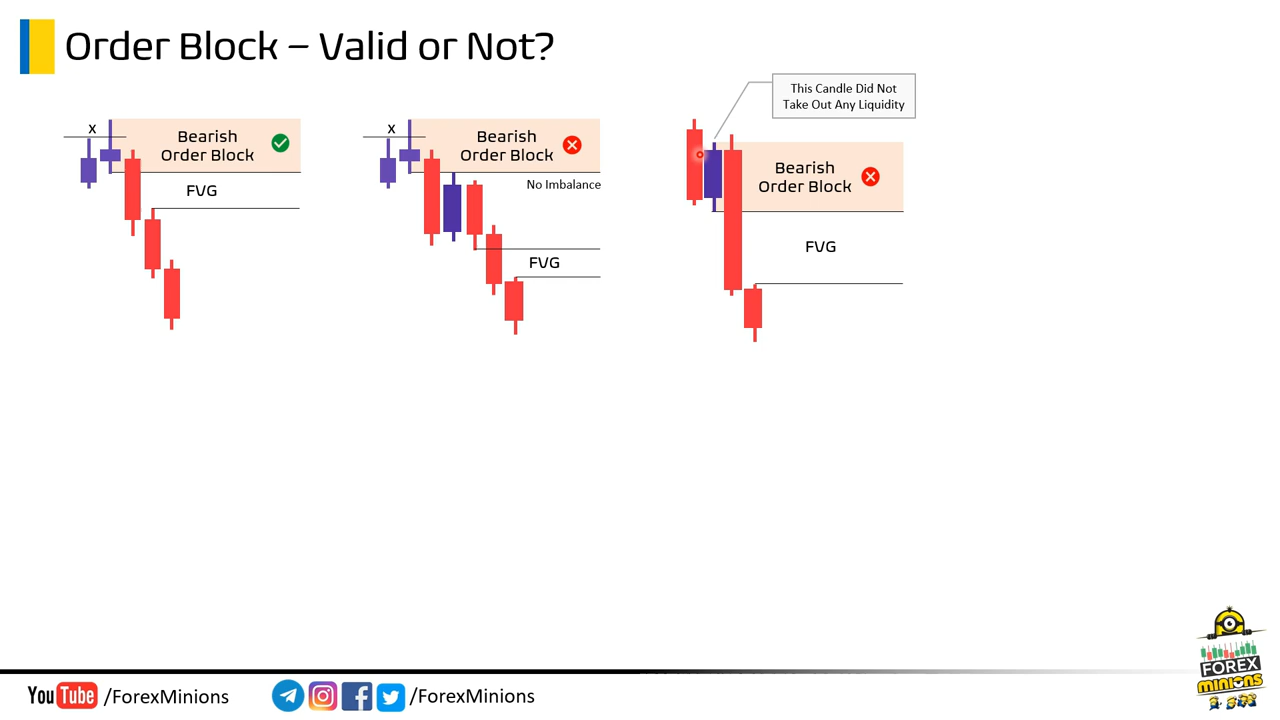 Order Block – Valid or Not?
This Candle Did Not
Take Out Any Liquidity
x
Bearish
Order Block
FVG
x
Bearish
Order Block
No Imbalance
FVG
Bearish
Order Block
FVG
YouTube /ForexMinions
/ForexMinions
FOREX
minions